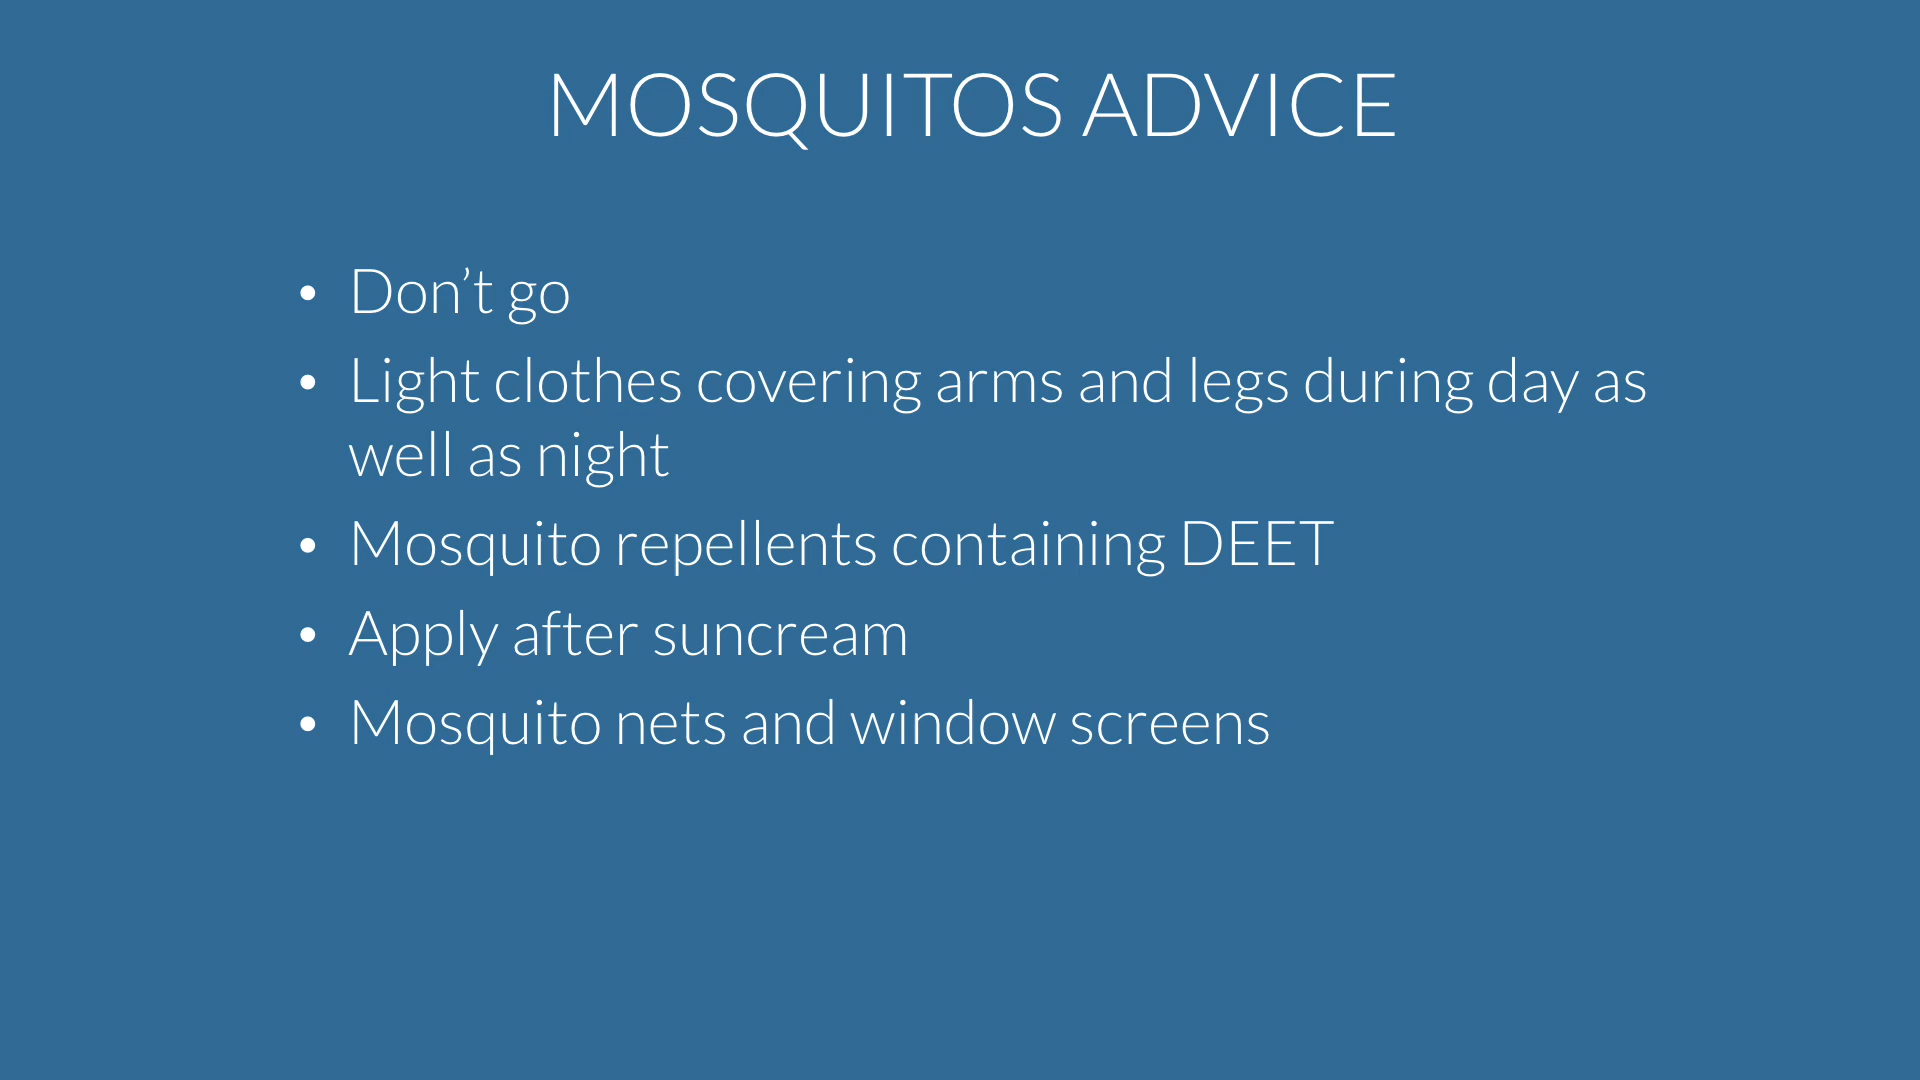 MOSQUITOS ADVICE
• Don’t go
• Light clothes covering arms and legs during day as
well as night
• Mosquito repellents containing DEET
• Apply after suncream
• Mosquito nets and window screens